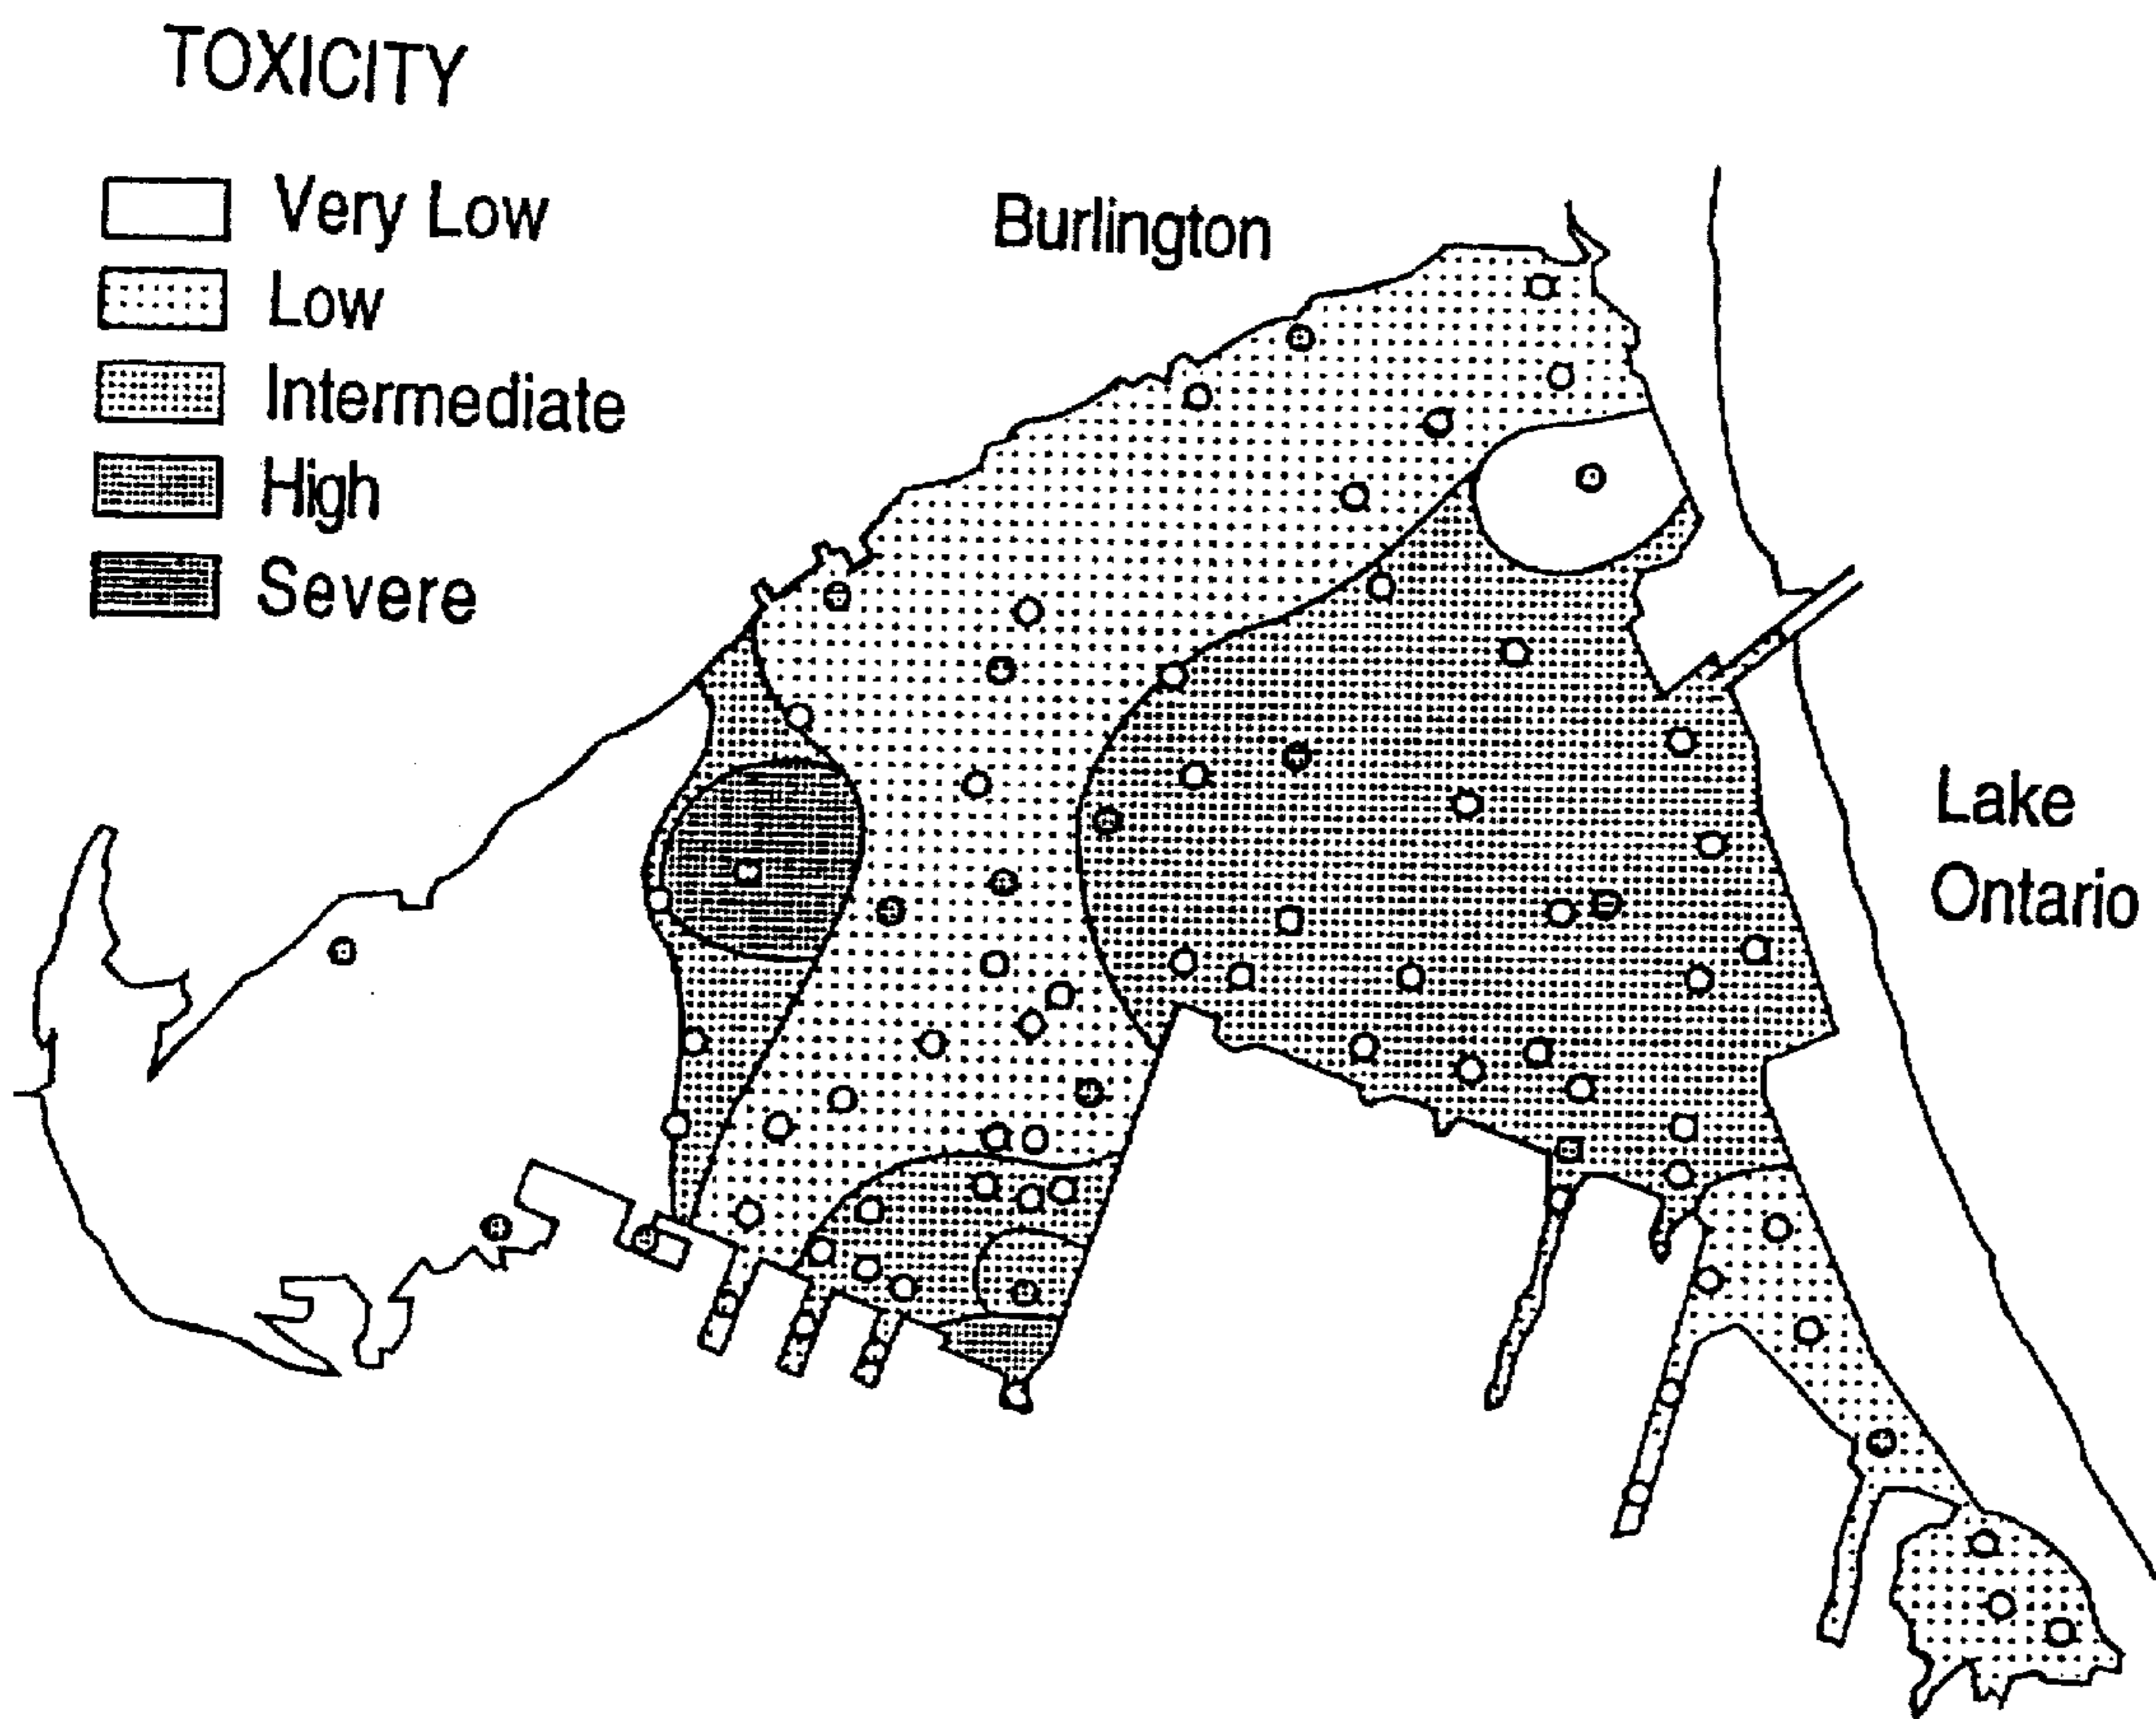 TOXICITY
Very Low
Low
Intermediate
High
Severe
Burlington
Lake
Ontario